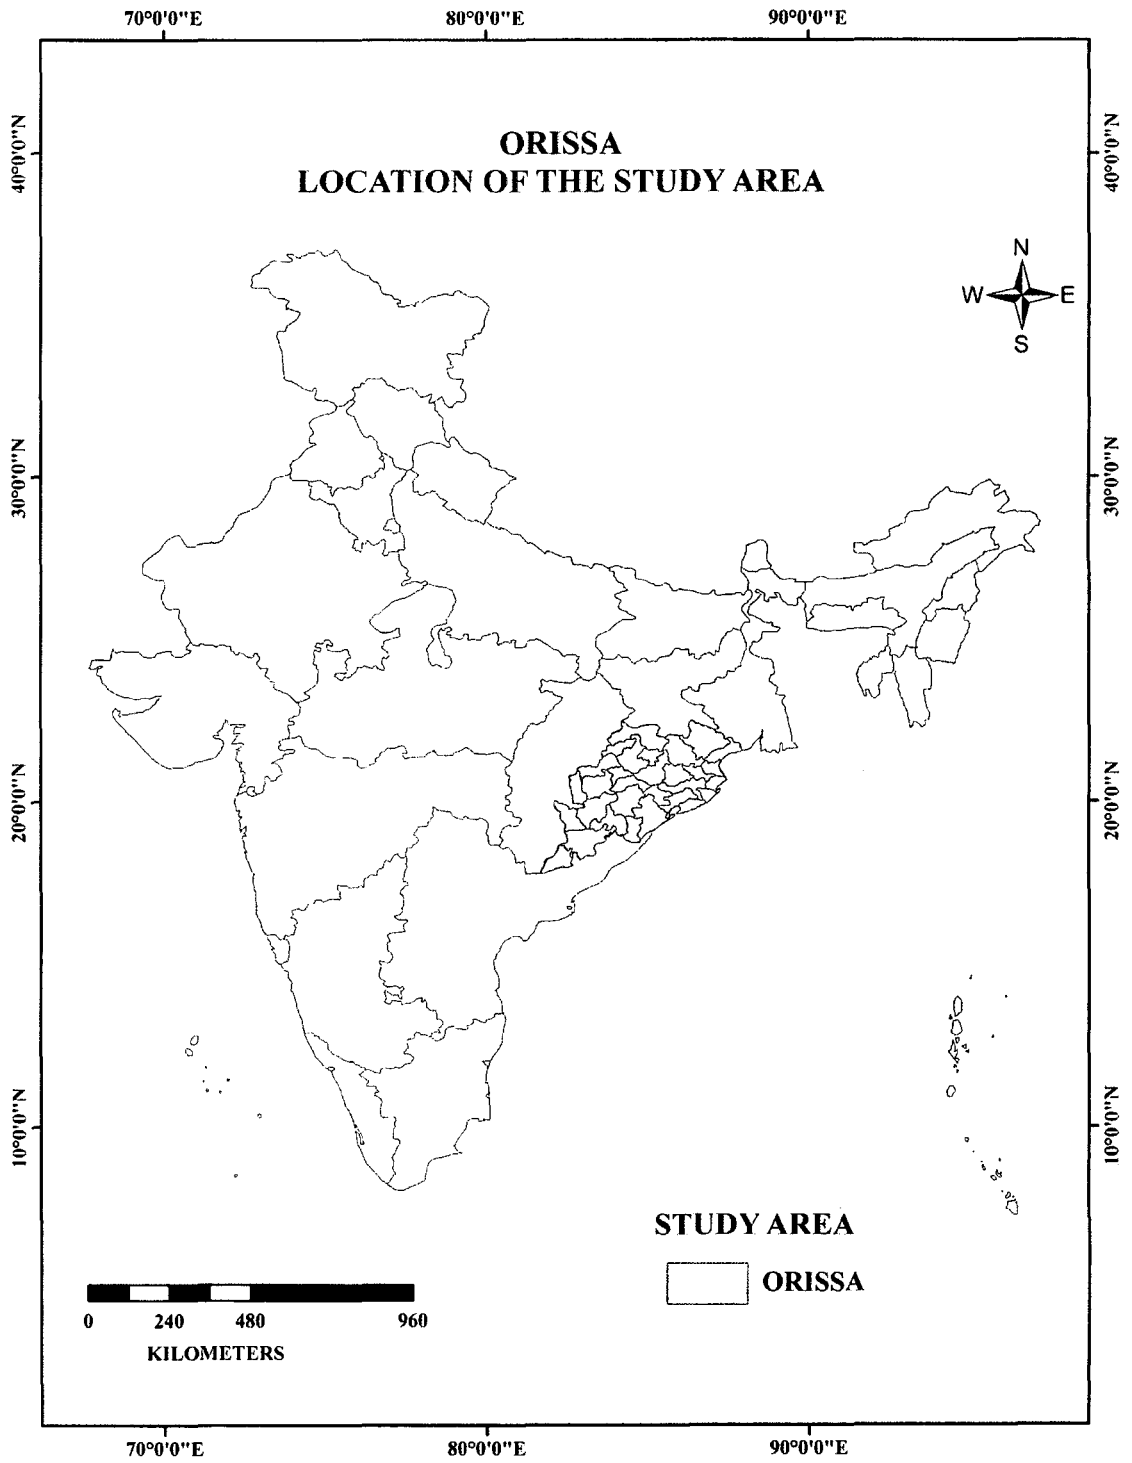 70°0'0"E 80°0'0"E 90°0'0"E
ORISSA
LOCATION OF THE STUDY AREA
40°0'0"N 40°0'0"N
N
W E
S
30°0'0"N 30°0'0"N
20°0'0"N 20°0'0"N
10°0'0"N 10°0'0"N
STUDY AREA
ORISSA
0 240 480 960
KILOMETERS
70°0'0"E 80°0'0"E 90°0'0"E